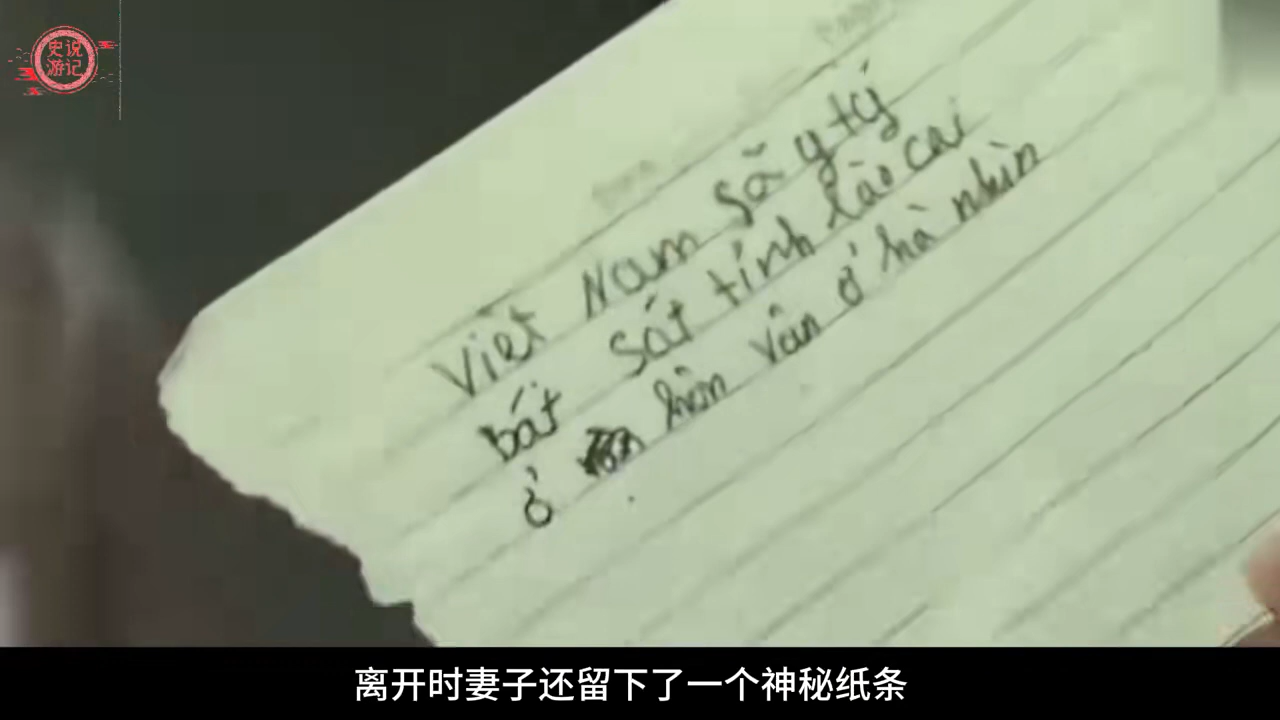 史说
游记
Việt Nam Sã y tý
bát Sát tỉnh lào cai
ở hôn vân ở hà nhìn
离开时妻子还留下了一个神秘纸条